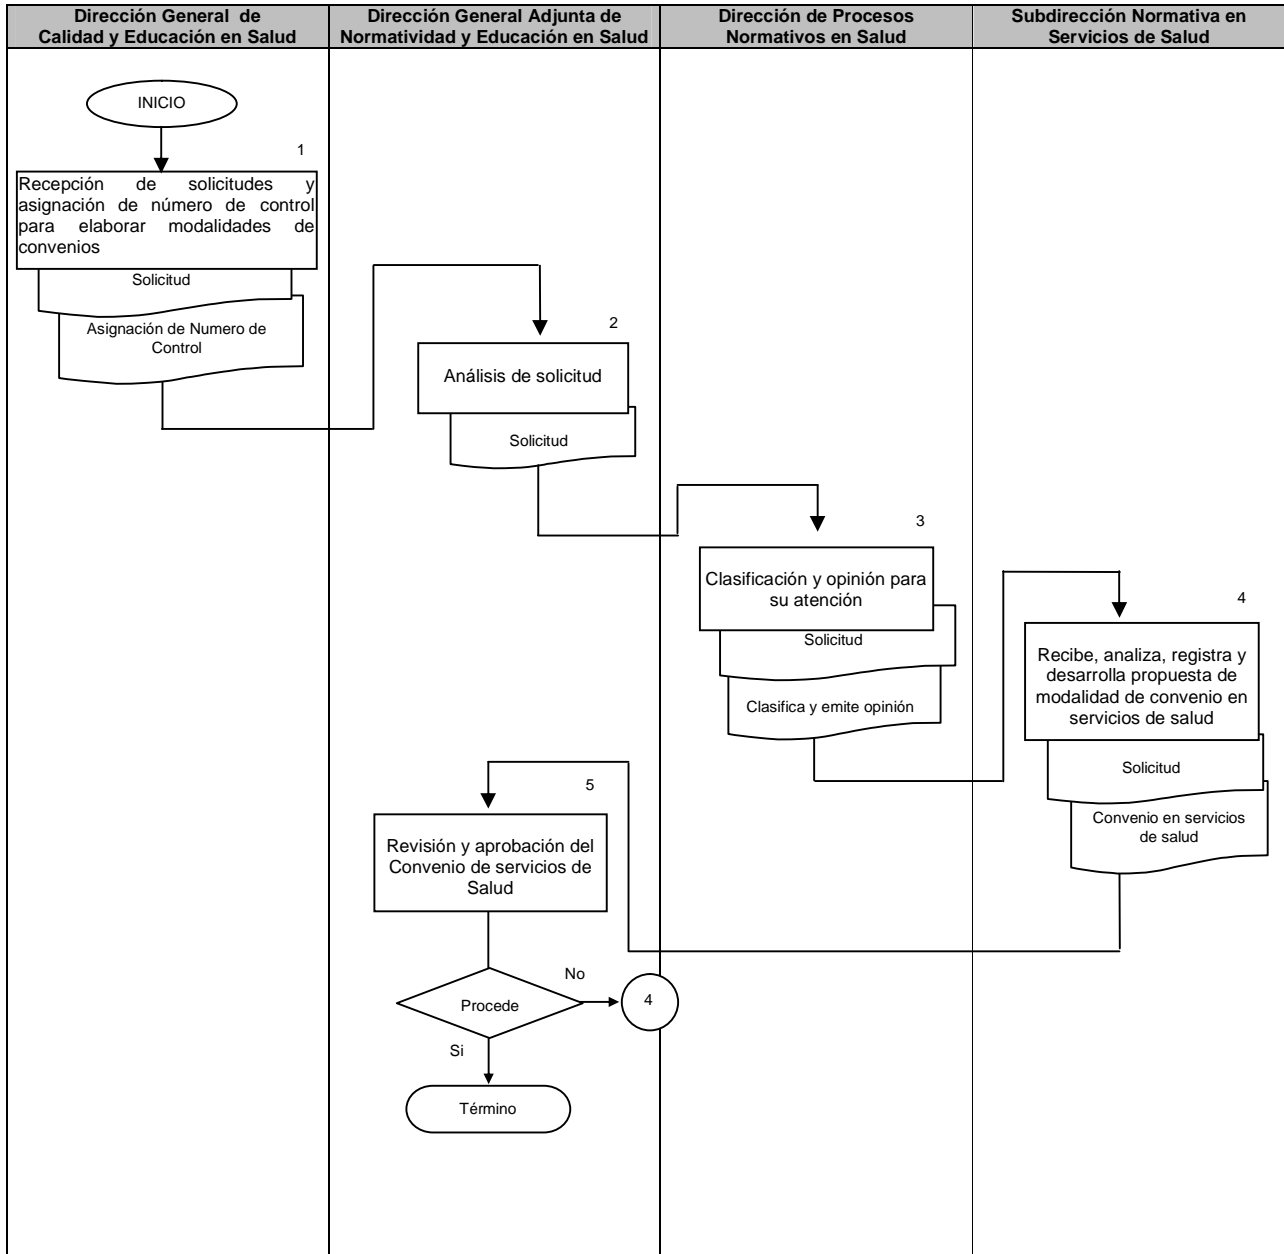 Dirección General de
Calidad y Educación en Salud
Dirección General Adjunta de
Normatividad y Educación en Salud
Dirección de Procesos
Normativos en Salud
Subdirección Normativa en
Servicios de Salud
INICIO
1
Recepción de solicitudes y
asignación de número de control
para elaborar modalidades de
convenios
Solicitud
Asignación de Numero de
Control
2
Análisis de solicitud
Solicitud
3
Clasificación y opinión para
su atención
Solicitud
Clasifica y emite opinión
4
Recibe, analiza, registra y
desarrolla propuesta de
modalidad de convenio en
servicios de salud
Solicitud
Convenio en servicios
de salud
5
Revisión y aprobación del
Convenio de servicios de
Salud
Procede
No
4
Si
Término